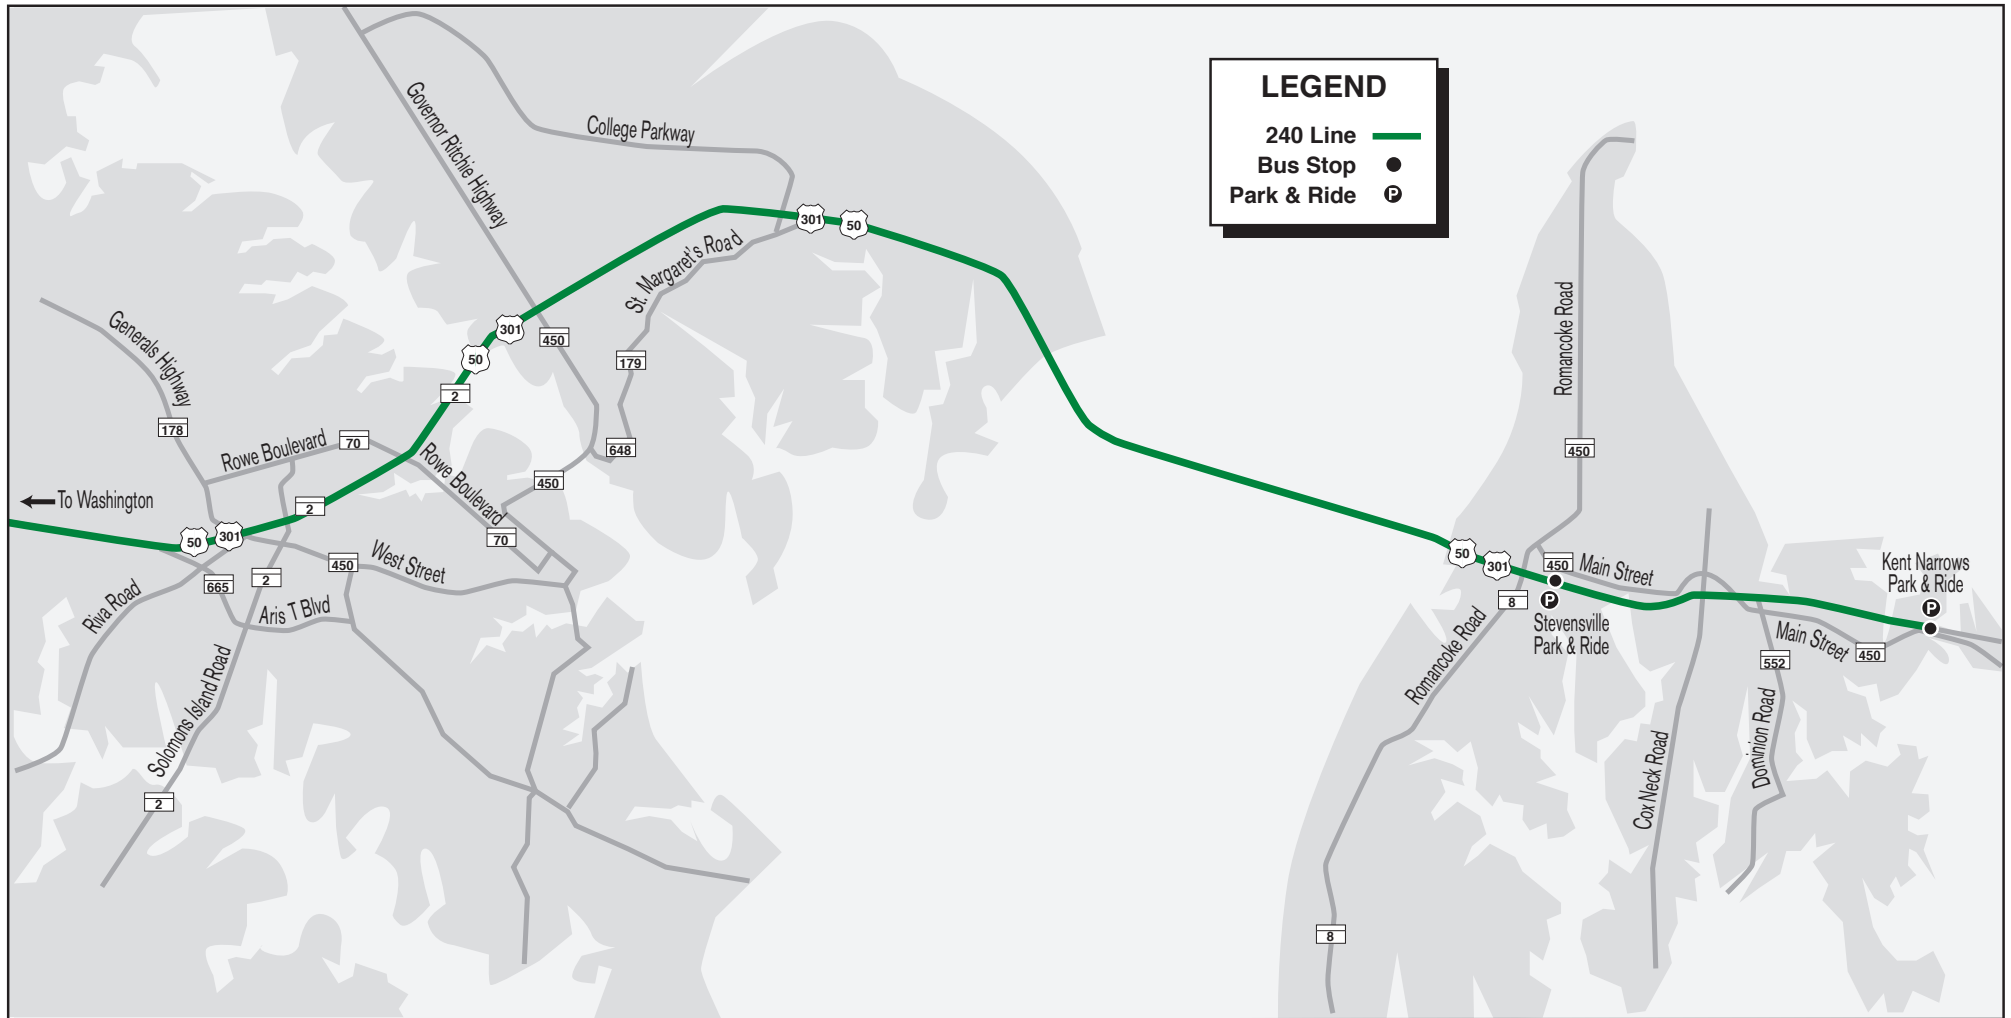 LEGEND
240 Line
Bus Stop
Park & Ride
P
Governor Ritchie Highway
College Parkway
301
50
St. Margaret's Road
301
50
450
2
179
Generals Highway
178
Rowe Boulevard
70
Rowe Boulevard
648
450
70
To Washington
2
50
301
West Street
450
665
2
Riva Road
Aris T Blvd
Solomons Island Road
2
Romancoke Road
450
50
301
450
Main Street
8
P
Stevensville
Park & Ride
Romancoke Road
Kent Narrows
Park & Ride
P
Main Street
450
552
Dominion Road
Cox Neck Road
8